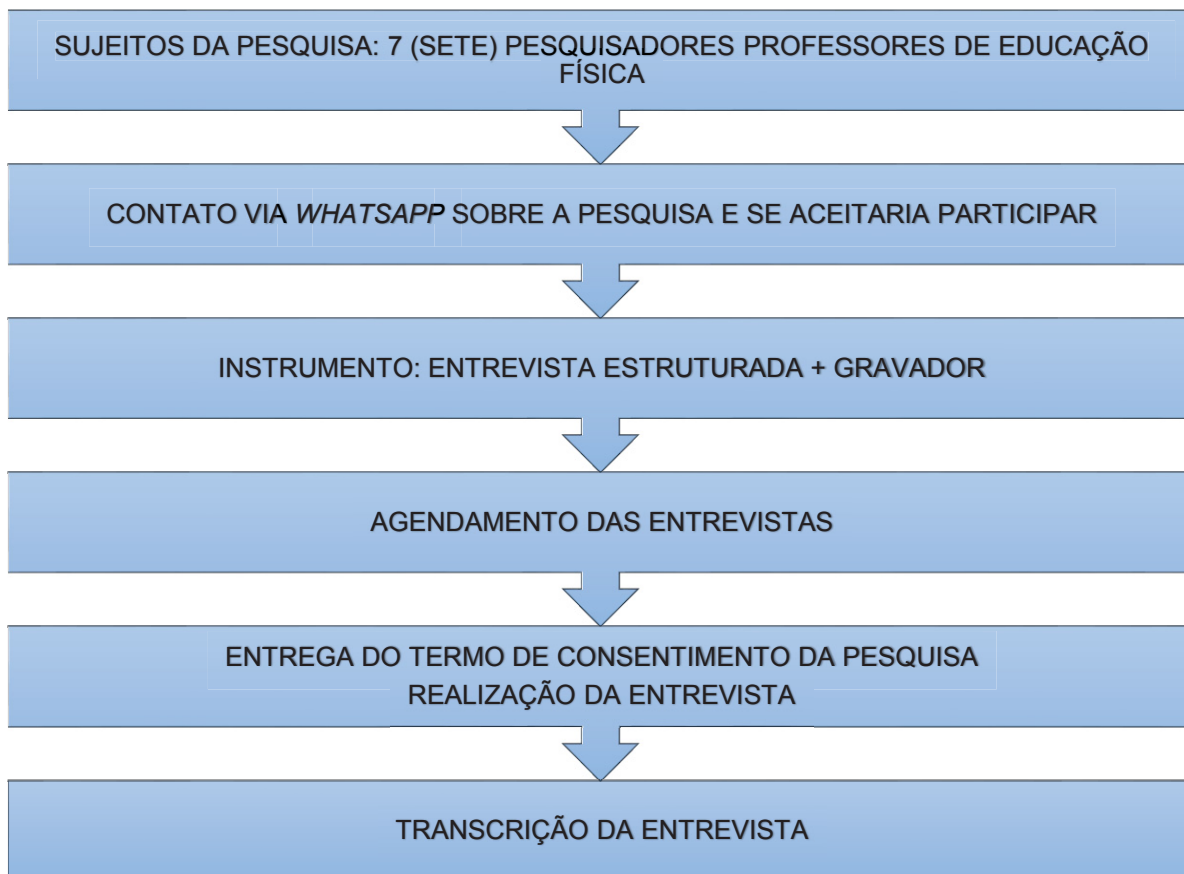 SUJEITOS DA PESQUISA: 7 (SETE) PESQUISADORES PROFESSORES DE EDUCAÇÃO
FÍSICA
CONTATO VIA WHATSAPP SOBRE A PESQUISA E SE ACEITARIA PARTICIPAR
INSTRUMENTO: ENTREVISTA ESTRUTURADA + GRAVADOR
AGENDAMENTO DAS ENTREVISTAS
ENTREGA DO TERMO DE CONSENTIMENTO DA PESQUISA
REALIZAÇÃO DA ENTREVISTA
TRANSCRIÇÃO DA ENTREVISTA